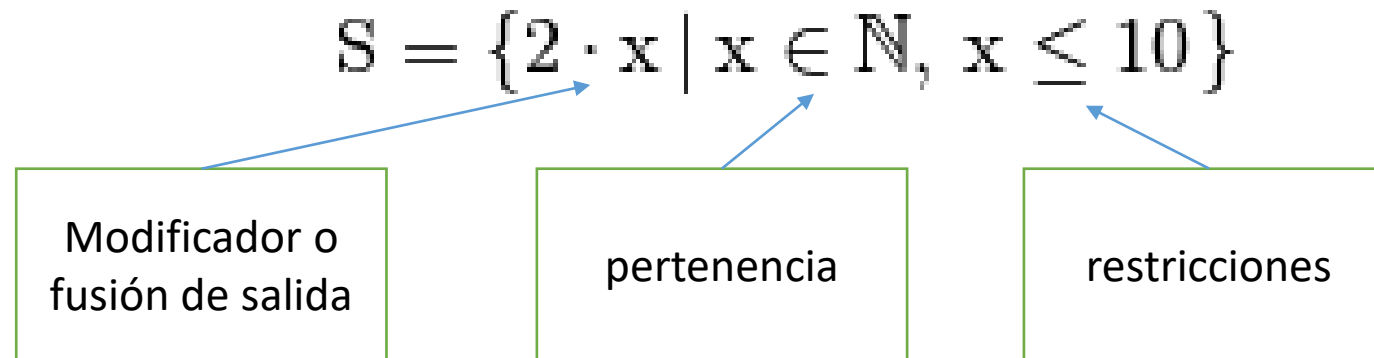 S = {2 · x | x ∈ ℕ, x ≤ 10}
Modificador o
fusión de salida
pertenencia
restricciones